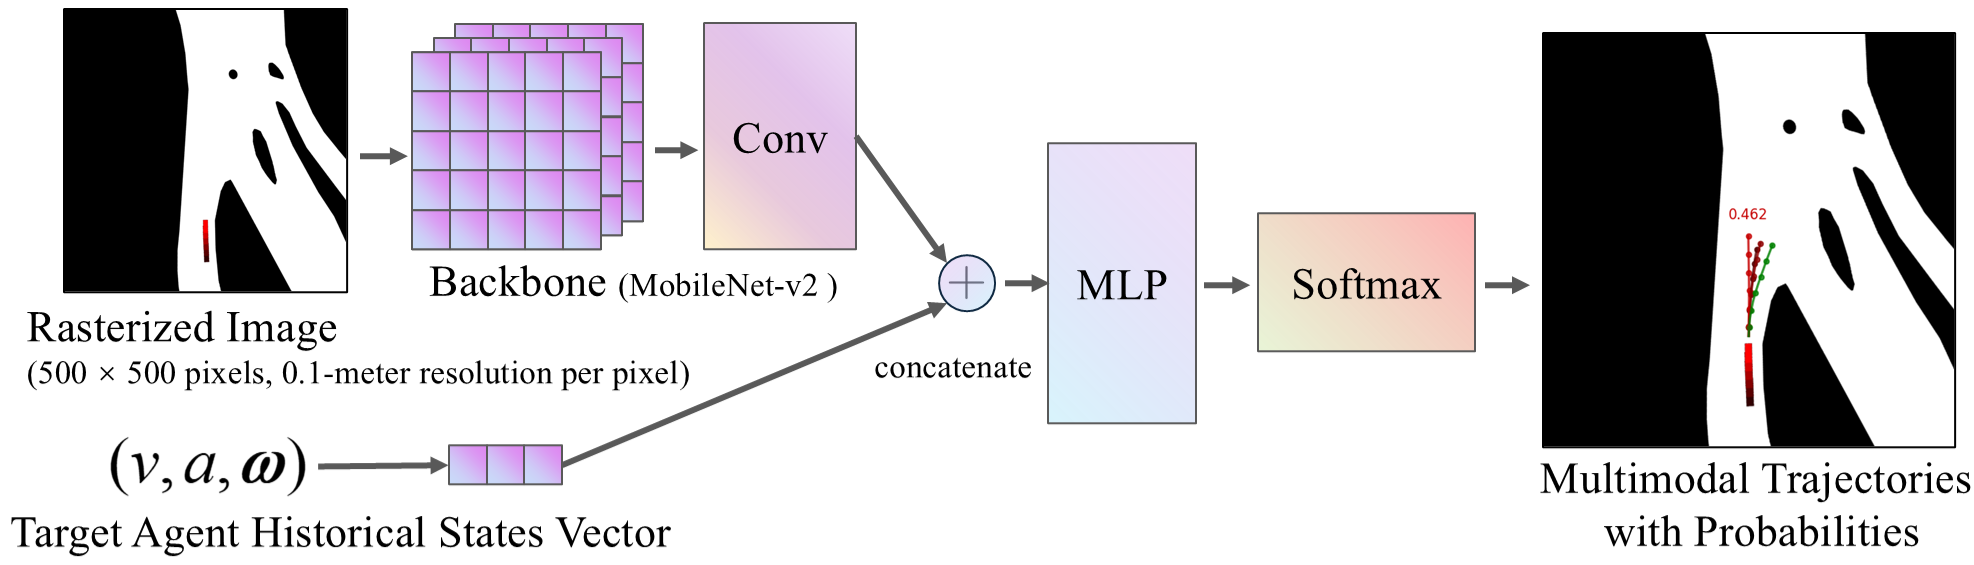 Rasterized Image
(500 × 500 pixels, 0.1-meter resolution per pixel)
Backbone (MobileNet-v2 )
Conv
(v, a, ω)
Target Agent Historical States Vector
+
concatenate
MLP
Softmax
0.462
Multimodal Trajectories
with Probabilities